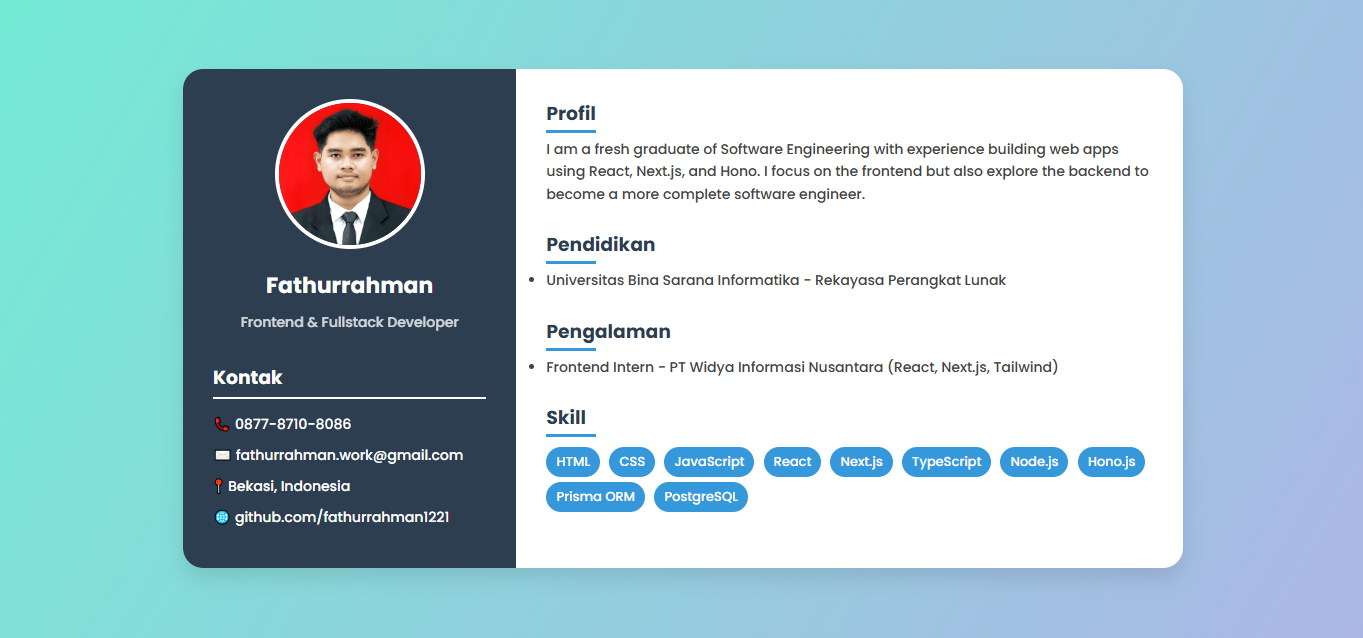 Fathurrahman
Frontend & Fullstack Developer
Kontak
0877-8710-8086
fathurrahman.work@gmail.com
Bekasi, Indonesia
github.com/fathurrahman1221
Profil
I am a fresh graduate of Software Engineering with experience building web apps
using React, Next.js, and Hono. I focus on the frontend but also explore the backend to
become a more complete software engineer.
Pendidikan
• Universitas Bina Sarana Informatika - Rekayasa Perangkat Lunak
Pengalaman
• Frontend Intern - PT Widya Informasi Nusantara (React, Next.js, Tailwind)
Skill
HTML CSS JavaScript React Next.js TypeScript Node.js Hono.js
Prisma ORM PostgreSQL